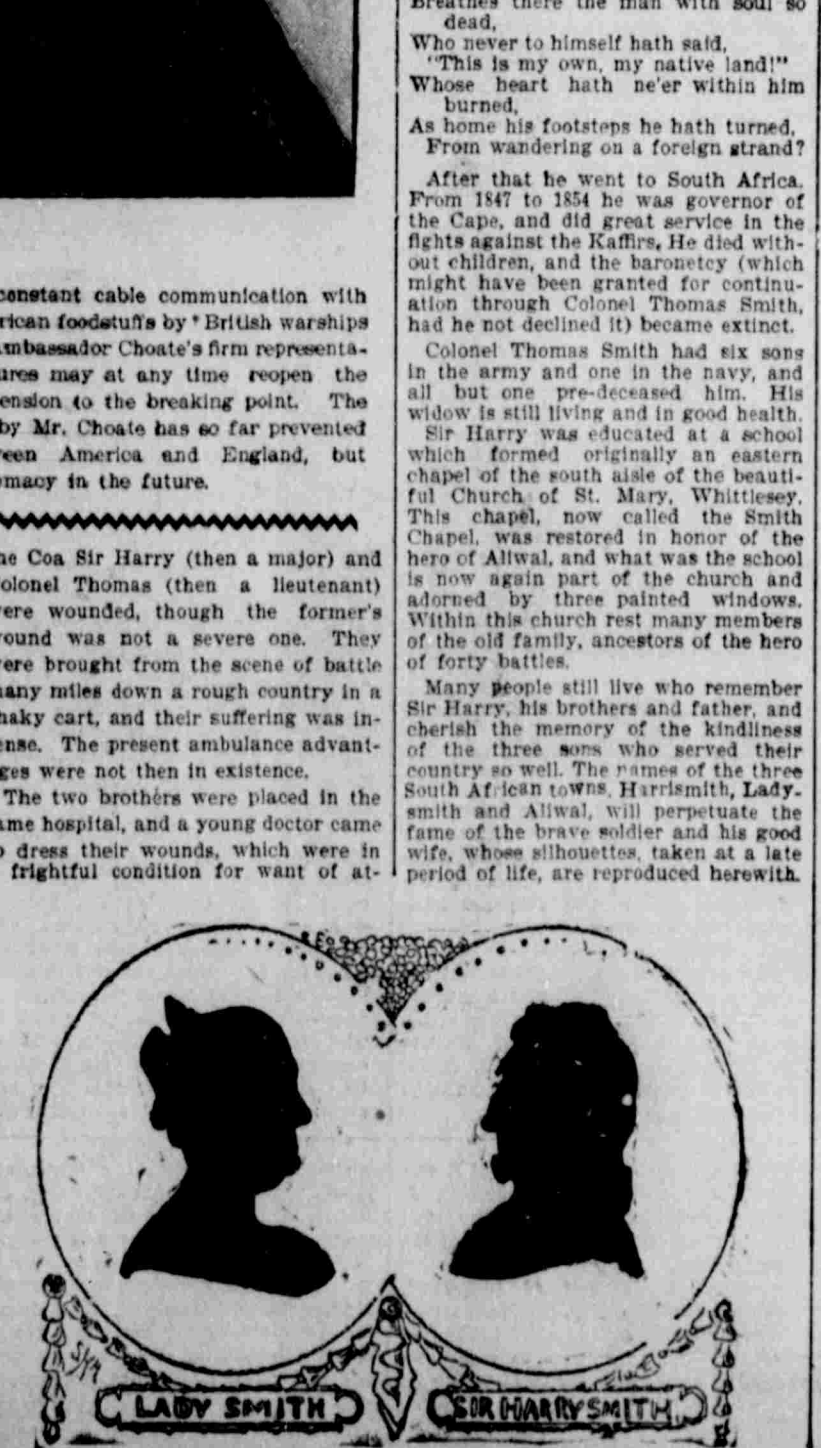 constant cable communication with
rican foodstuffs by British warships
mbassador Choate's firm representa-
ures may at any time reopen the
ension to the breaking point. The
by Mr. Choate has so far prevented
een America and England, but
macy in the future.
he Coa Sir Harry (then a major) and
olonel Thomas (then a lieutenant)
ere wounded, though the former's
ound was not a severe one. They
ere brought from the scene of battle
many miles down a rough country in a
haky cart, and their suffering was in-
ense. The present ambulance advant-
ges were not then in existence.
The two brothers were placed in the
ame hospital, and a young doctor came
o dress their wounds, which were in
frightful condition for want of at-
Breathes there the man with soul so
dead,
Who never to himself hath said,
"This is my own, my native land!"
Whose heart hath ne'er within him
burned,
As home his footsteps he hath turned,
From wandering on a foreign strand?
After that he went to South Africa.
From 1847 to 1854 he was governor of
the Cape, and did great service in the
fights against the Kaffirs. He died with-
out children, and the baronetcy (which
might have been granted for continu-
ation through Colonel Thomas Smith,
had he not declined it) became extinct.
Colonel Thomas Smith had six sons
in the army and one in the navy, and
all but one pre-deceased him. His
widow is still living and in good health.
Sir Harry was educated at a school
which formed originally an eastern
chapel of the south aisle of the beauti-
ful Church of St. Mary, Whittlesey.
This chapel, now called the Smith
Chapel, was restored in honor of the
hero of Aliwal, and what was the school
is now again part of the church and
adorned by three painted windows.
Within this church rest many members
of the old family, ancestors of the hero
of forty battles.
Many people still live who remember
Sir Harry, his brothers and father, and
cherish the memory of the kindliness
of the three sons who served their
country so well. The names of the three
South African towns, Harrismith, Lady-
smith and Aliwal, will perpetuate the
fame of the brave soldier and his good
wife, whose silhouettes, taken at a late
period of life, are reproduced herewith.
LADY SMITH
SIR HARRY SMITH